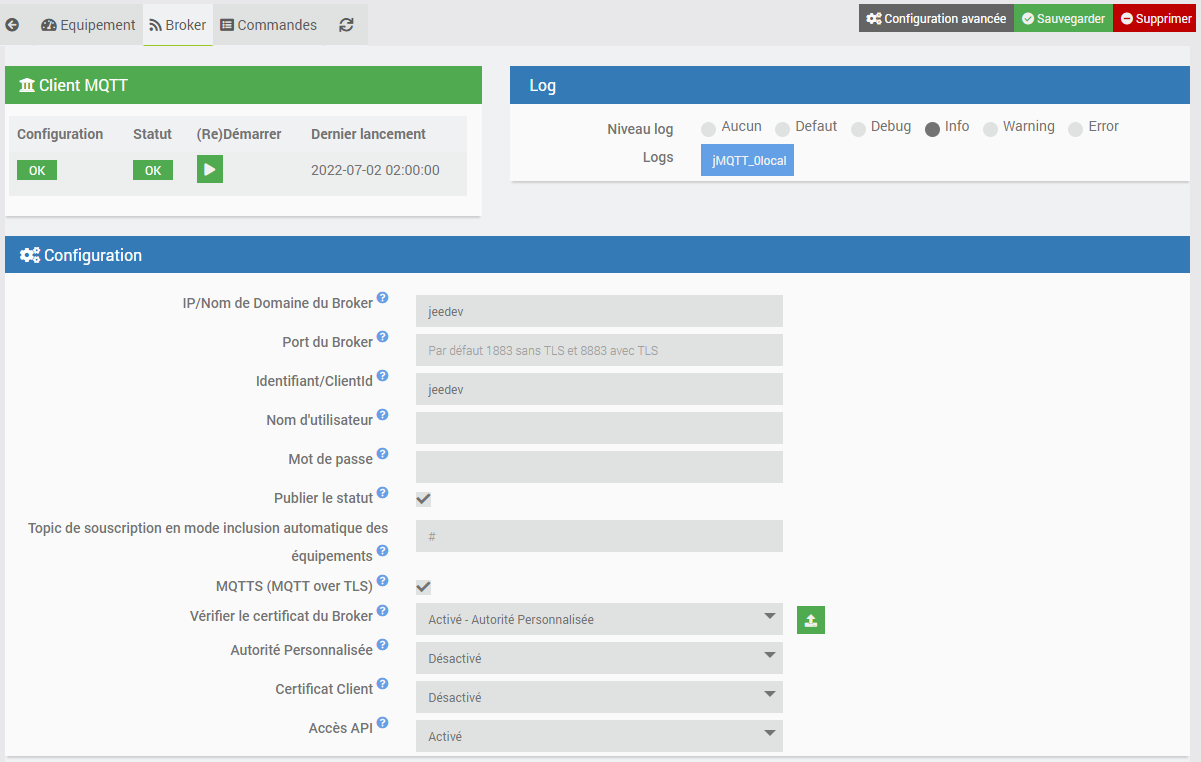 Equipement Broker Commandes Configuration avancée Sauvegarder Supprimer
Client MQTT
Configuration Statut (Re)Démarrer Dernier lancement
OK OK 2022-07-02 02:00:00
Log
Niveau log Aucun Defaut Debug Info Warning Error
Logs jMQTT_0local
Configuration
IP/Nom de Domaine du Broker ? jeedev
Port du Broker ? Par défaut 1883 sans TLS et 8883 avec TLS
Identifiant/ClientId ? jeedev
Nom d'utilisateur ?
Mot de passe ?
Publier le statut ?
Topic de souscription en mode inclusion automatique des
équipements ? #
MQTTS (MQTT over TLS) ?
Vérifier le certificat du Broker ? Activé - Autorité Personnalisée
Autorité Personnalisée ? Désactivé
Certificat Client ? Désactivé
Accès API ? Activé